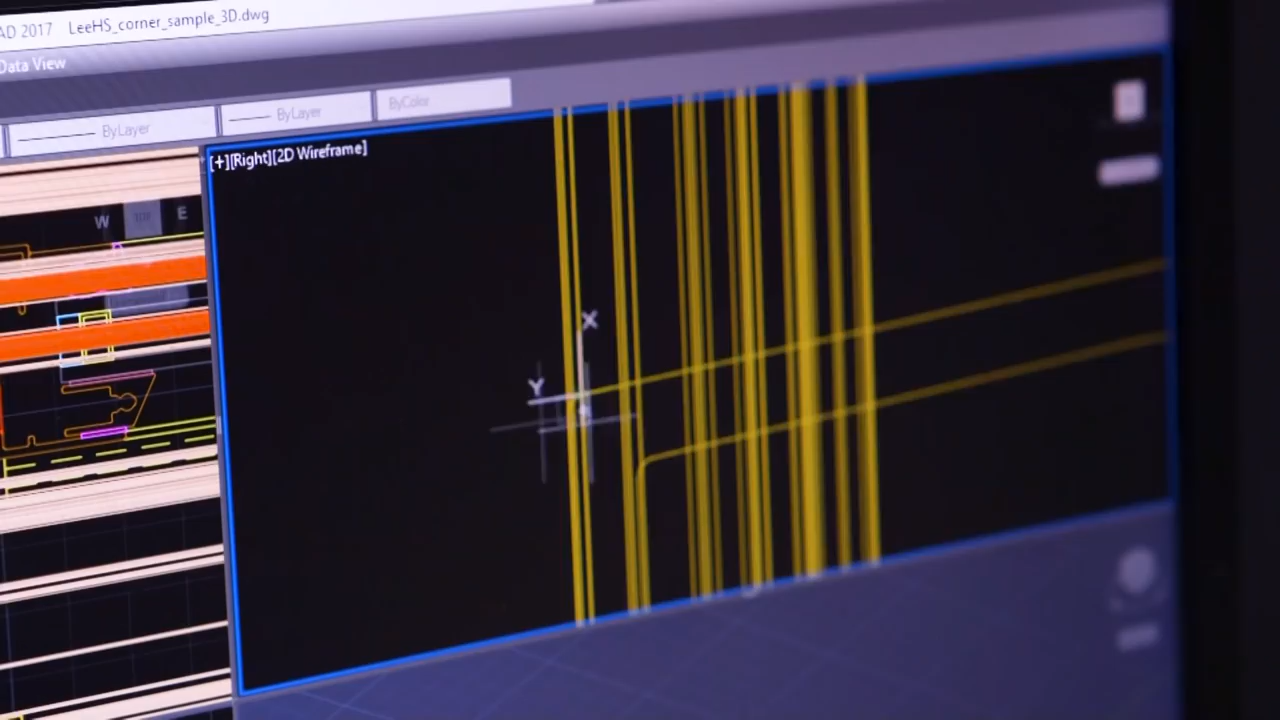 AD 2017 LeeHS_corner_sample_3D.dwg
Data View
ByLayer
ByLayer
ByColor
[+][Right][2D Wireframe]
W
E
X
Y